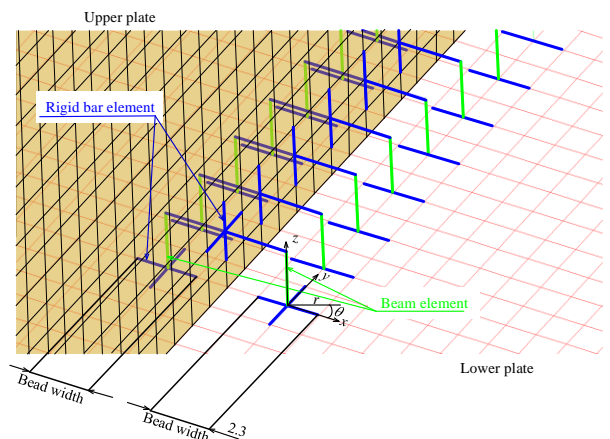 Upper plate
Rigid bar element
z
y
r
θ
x
Beam element
Lower plate
Bead width
2.3
Bead width